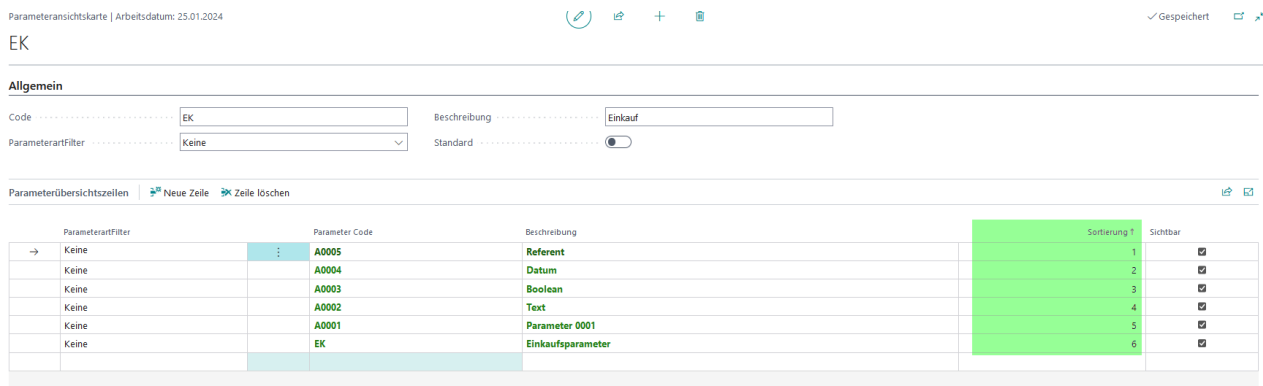 Parameteransichtskarte | Arbeitsdatum: 25.01.2024
Gespeichert
EK
Allgemein
Code EK Beschreibung Einkauf
ParameterartFilter Keine Standard
Parameterübersichtszeilen Neue Zeile Zeile löschen
ParameterartFilter Parameter Code Beschreibung Sortierung ↑ Sichtbar
→ Keine A0005 Referent 1
Keine A0004 Datum 2
Keine A0003 Boolean 3
Keine A0002 Text 4
Keine A0001 Parameter 0001 5
Keine EK Einkaufsparameter 6